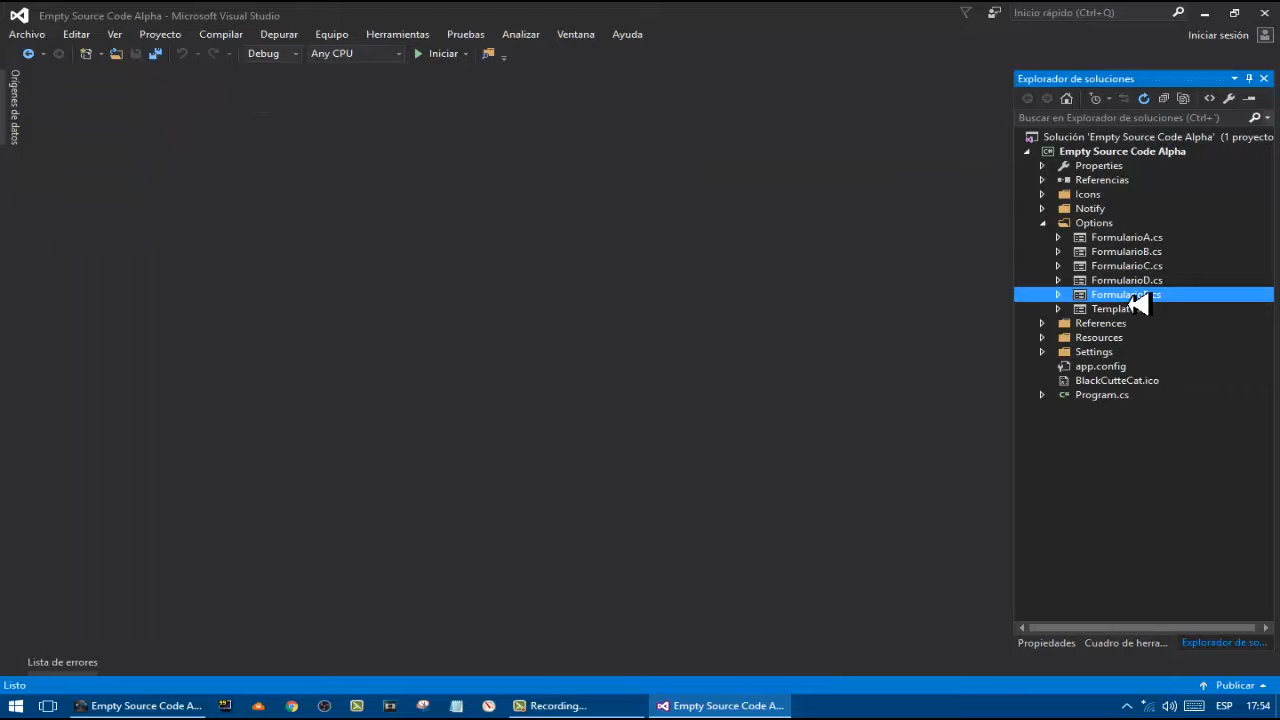 Empty Source Code Alpha - Microsoft Visual Studio
Inicio rápido (Ctrl+Q)
Archivo Editar Ver Proyecto Compilar Depurar Equipo Herramientas Pruebas Analizar Ventana Ayuda
Iniciar sesión
Debug Any CPU Iniciar
Orígenes de datos
Explorador de soluciones
Buscar en Explorador de soluciones (Ctrl+´)
Solución 'Empty Source Code Alpha' (1 proyecto
Empty Source Code Alpha
Properties
Referencias
Icons
Notify
Options
FormularioA.cs
FormularioB.cs
FormularioC.cs
FormularioD.cs
References
Resources
Settings
app.config
BlackCutteCat.ico
Program.cs
Propiedades Cuadro de herra... Explorador de so...
Lista de errores
Listo
Publicar
Empty Source Code A... Recording... Empty Source Code A... ESP 17:54